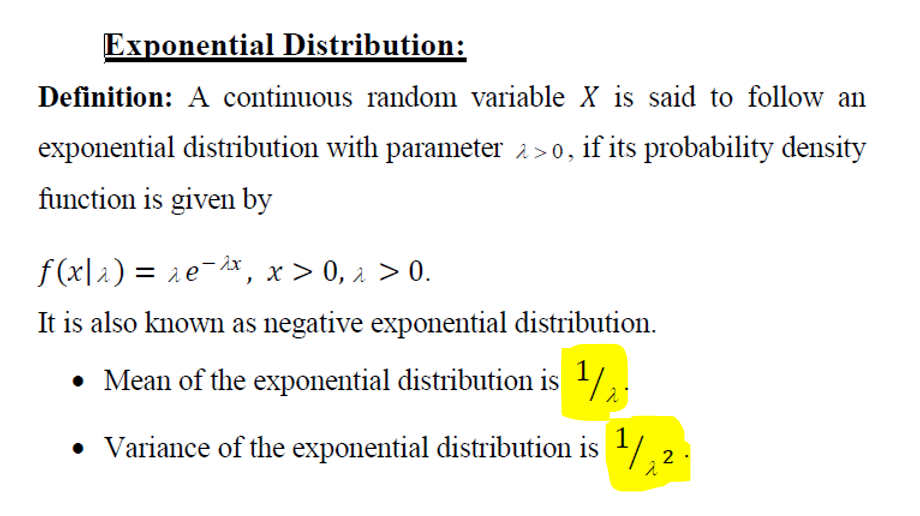 Exponential Distribution:
Definition: A continuous random variable X is said to follow an
exponential distribution with parameter λ > 0, if its probability density
function is given by
f(x|λ) = λe^{−λx}, x > 0, λ > 0.
It is also known as negative exponential distribution.
• Mean of the exponential distribution is 1/λ.
• Variance of the exponential distribution is 1/λ².